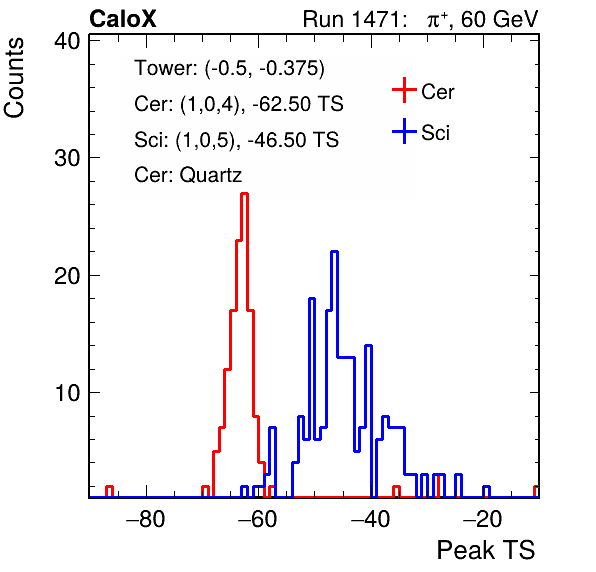 CaloX Run 1471: π⁺, 60 GeV
Counts
40
Tower: (-0.5, -0.375)
Cer: (1,0,4), -62.50 TS
Sci: (1,0,5), -46.50 TS
Cer: Quartz
Cer
Sci
30
20
10
−80 −60 −40 −20
Peak TS